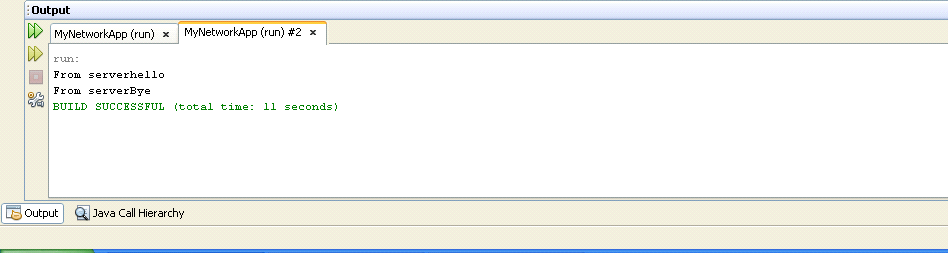 Output
MyNetworkApp (run) x MyNetworkApp (run) #2 x
run:
From serverhello
From serverBye
BUILD SUCCESSFUL (total time: 11 seconds)
Output Java Call Hierarchy